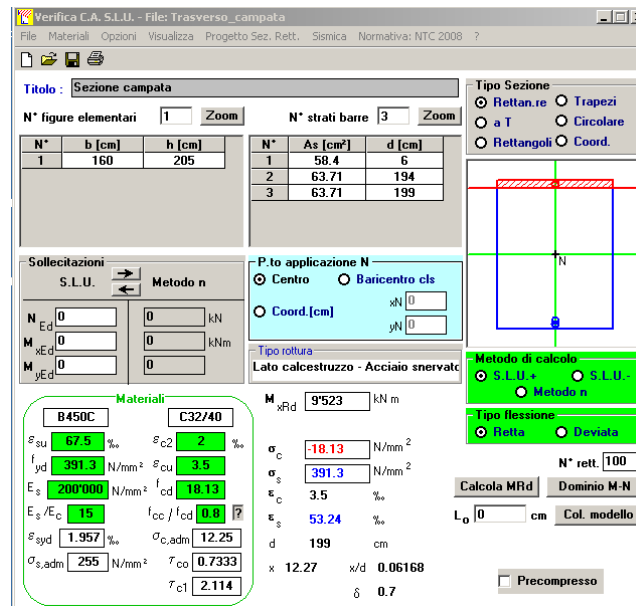 Verifica C.A. S.L.U. - File: Trasverso_campata
File Materiali Opzioni Visualizza Progetto Sez. Rett. Sismica Normativa: NTC 2008 ?
Titolo : Sezione campata
N° figure elementari 1 Zoom
N° strati barre 3 Zoom
N° b [cm] h [cm]
1 160 205
N° As [cm²] d [cm]
1 58.4 6
2 63.71 194
3 63.71 199
Tipo Sezione
Rettan.re Trapezi
a T Circolare
Rettangoli Coord.
N
Sollecitazioni
S.L.U. Metodo n
N Ed 0 0 kN
M xEd 0 0 kNm
M yEd 0 0
P.to applicazione N
Centro Baricentro cls
Coord.[cm] xN 0
yN 0
Tipo rottura
Lato calcestruzzo - Acciaio snervato
Metodo di calcolo
S.L.U.+ S.L.U.-
Metodo n
Tipo flessione
Retta Deviata
N° rett. 100
Calcola MRd Dominio M-N
L₀ 0 cm Col. modello
Precompresso
Materiali
B450C C32/40
εsu 67.5 ‰ εc2 2 ‰
fyd 391.3 N/mm² εcu 3.5
Es 200'000 N/mm² fcd 18.13
Es/Ec 15 fcc/fcd 0.8 ?
εsyd 1.957 ‰ σc,adm 12.25
σs,adm 255 N/mm² τco 0.7333
τc1 2.114
M xRd 9'523 kN m
σc -18.13 N/mm²
σs 391.3 N/mm²
εc 3.5 ‰
εs 53.24 ‰
d 199 cm
x 12.27 x/d 0.06168
δ 0.7